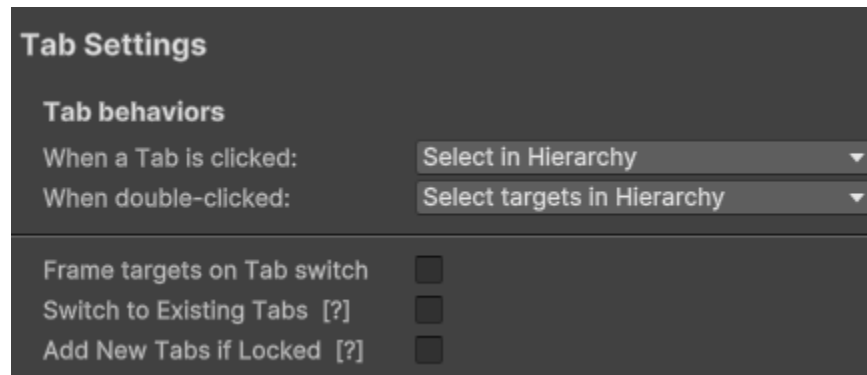 Tab Settings
Tab behaviors
When a Tab is clicked: Select in Hierarchy
When double-clicked: Select targets in Hierarchy
Frame targets on Tab switch
Switch to Existing Tabs [?]
Add New Tabs if Locked [?]